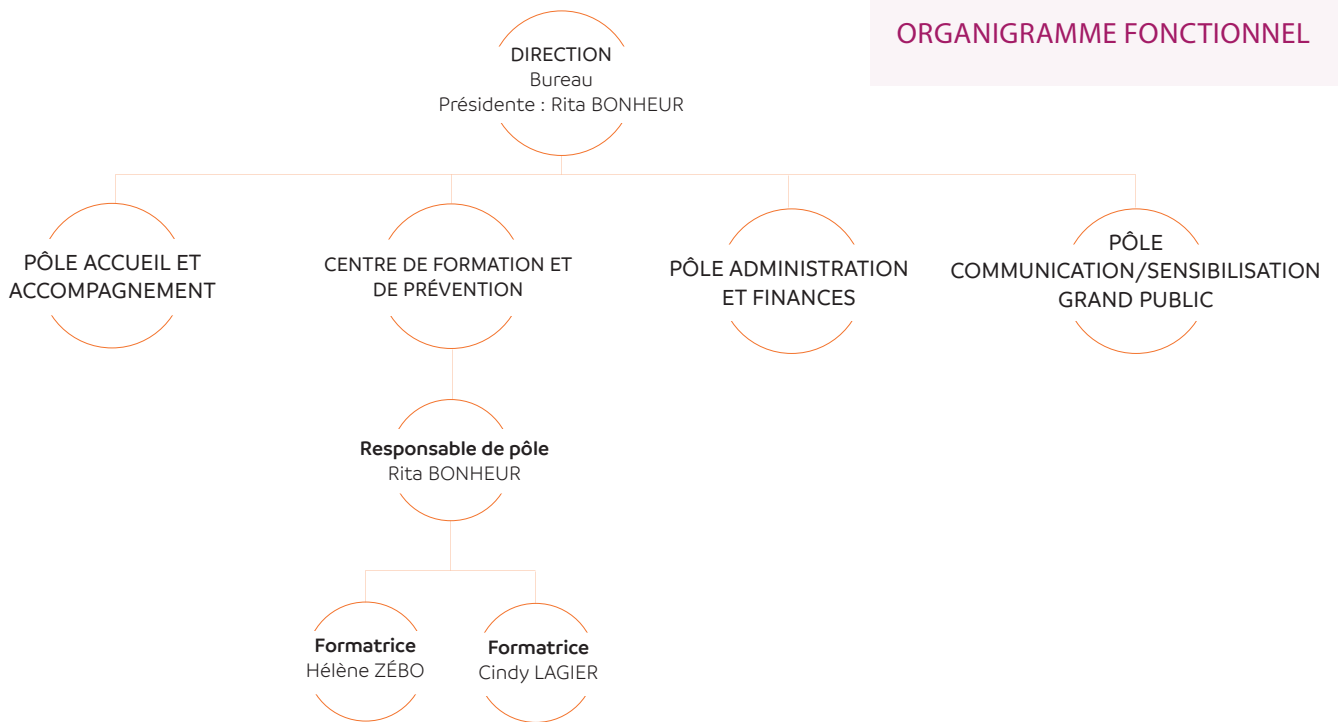 ORGANIGRAMME FONCTIONNEL
DIRECTION
Bureau
Présidente : Rita BONHEUR
PÔLE ACCUEIL ET
ACCOMPAGNEMENT
CENTRE DE FORMATION ET
DE PRÉVENTION
PÔLE ADMINISTRATION
ET FINANCES
PÔLE
COMMUNICATION/SENSIBILISATION
GRAND PUBLIC
Responsable de pôle
Rita BONHEUR
Formatrice
Hélène ZÉBO
Formatrice
Cindy LAGIER